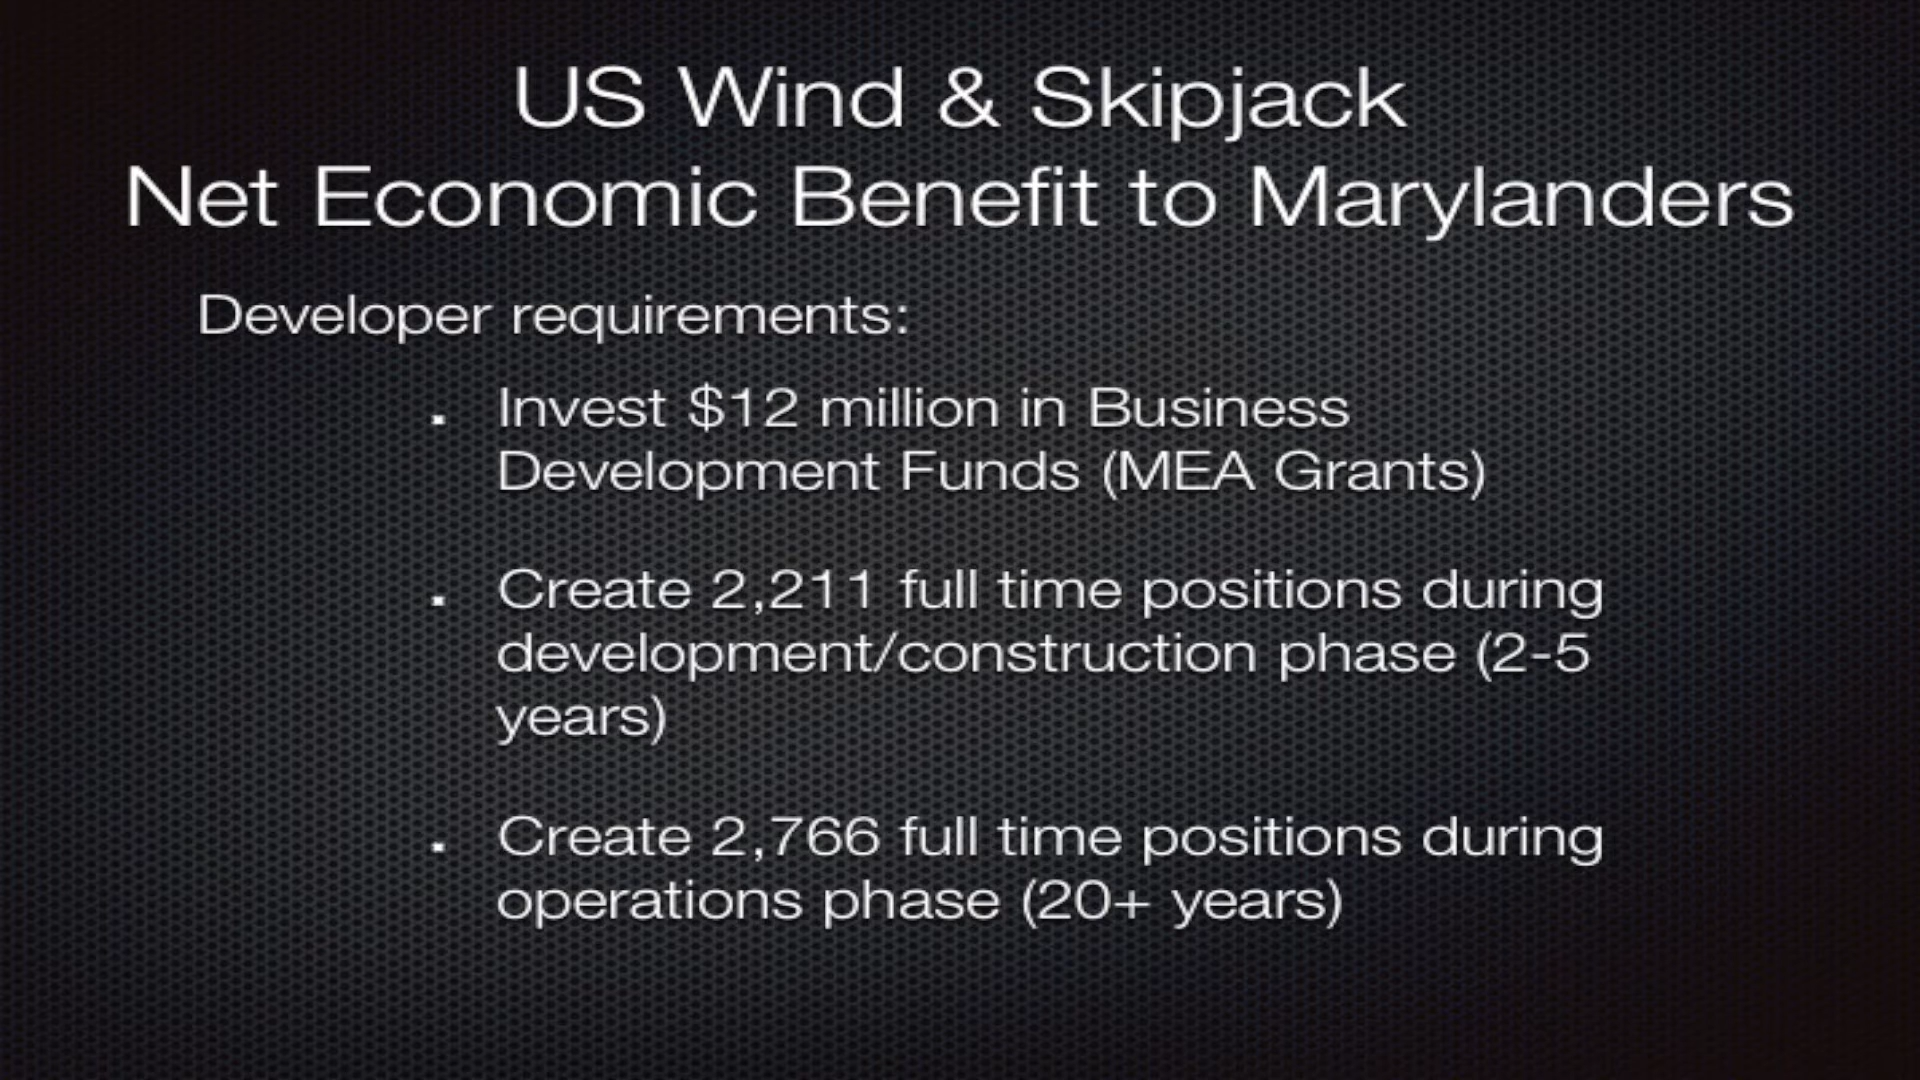 US Wind & Skipjack
Net Economic Benefit to Marylanders
Developer requirements:
▪ Invest $12 million in Business
Development Funds (MEA Grants)
▪ Create 2,211 full time positions during
development/construction phase (2-5
years)
▪ Create 2,766 full time positions during
operations phase (20+ years)